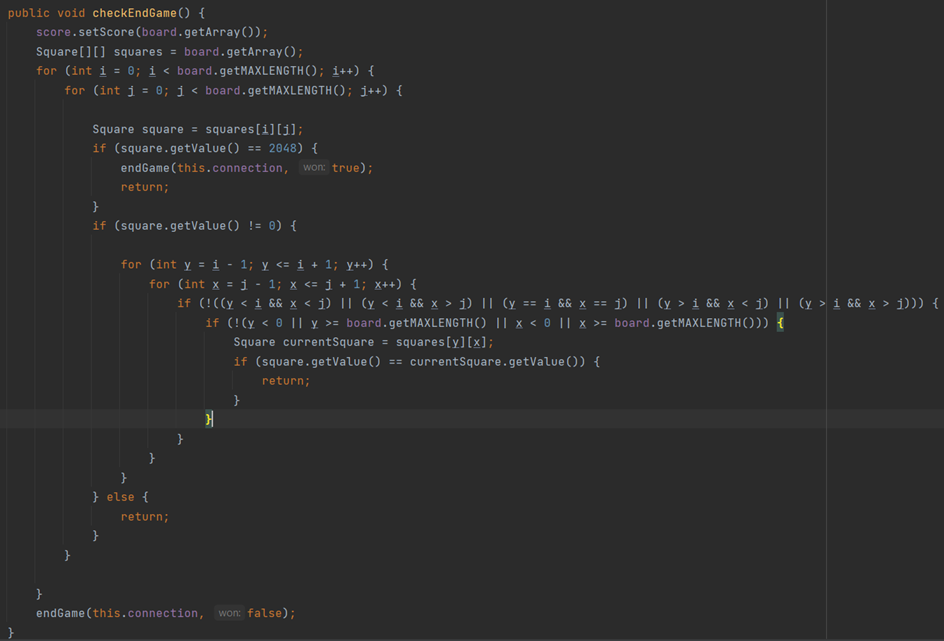 public void checkEndGame() {
    score.setScore(board.getArray());
    Square[][] squares = board.getArray();
    for (int i = 0; i < board.getMAXLENGTH(); i++) {
        for (int j = 0; j < board.getMAXLENGTH(); j++) {

            Square square = squares[i][j];
            if (square.getValue() == 2048) {
                endGame(this.connection, won: true);
                return;
            }
            if (square.getValue() != 0) {

                for (int y = i - 1; y <= i + 1; y++) {
                    for (int x = j - 1; x <= j + 1; x++) {
                        if (!((y < i && x < j) || (y < i && x > j) || (y == i && x == j) || (y > i && x < j) || (y > i && x > j))) {
                            if (!(y < 0 || y >= board.getMAXLENGTH() || x < 0 || x >= board.getMAXLENGTH())) {
                                Square currentSquare = squares[y][x];
                                if (square.getValue() == currentSquare.getValue()) {
                                    return;
                                }
                            }
                        }
                    }
                }
            } else {
                return;
            }
        }

    }
    endGame(this.connection, won: false);
}